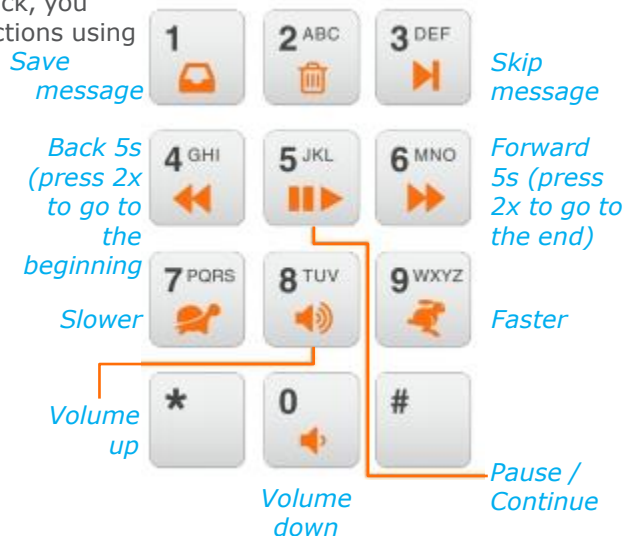 ck, you
ctions using
Save
message
1
2 ABC
3 DEF
Skip
message
Back 5s
(press 2x
to go to
the
beginning
4 GHI
5 JKL
6 MNO
Forward
5s (press
2x to go to
the end)
Slower
7 PQRS
8 TUV
9 WXYZ
Faster
Volume
up
*
0
#
Volume
down
Pause /
Continue